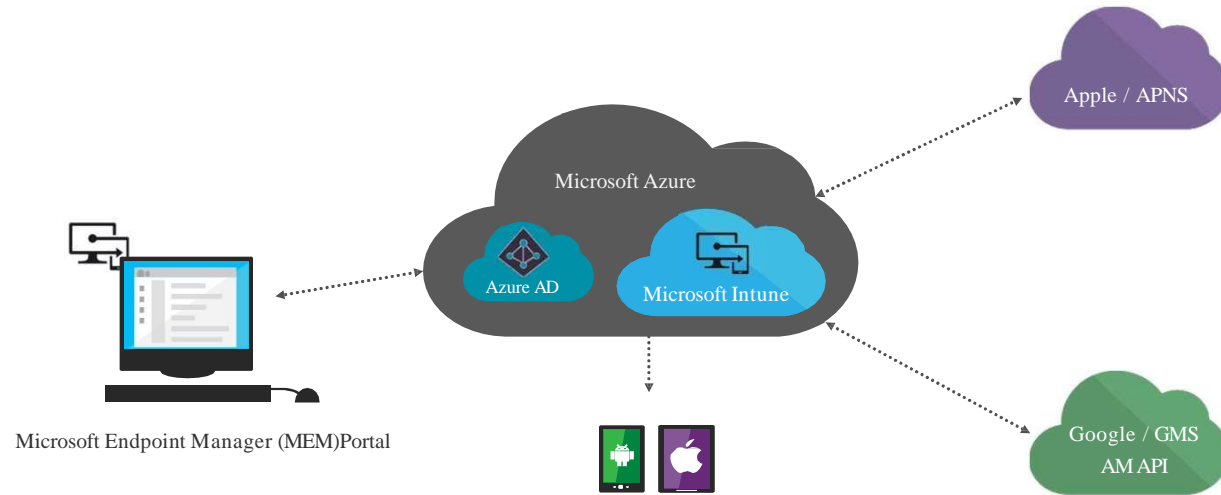 Apple / APNS
Microsoft Azure
Azure AD
Microsoft Intune
Microsoft Endpoint Manager (MEM)Portal
Google / GMS
AM API